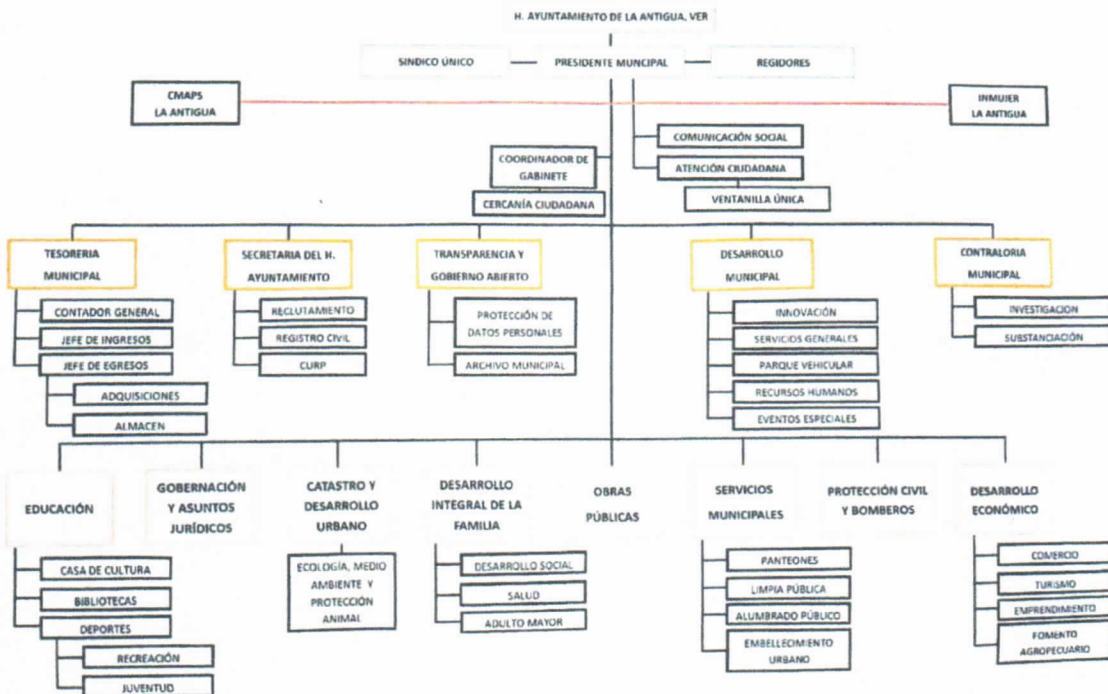 H. AYUNTAMIENTO DE LA ANTIGUA, VER
SINDICO ÚNICO
PRESIDENTE MUNCIPAL
REGIDORES
CMAPS
LA ANTIGUA
INMUJER
LA ANTIGUA
COMUNICACIÓN SOCIAL
COORDINADOR DE
GABINETE
ATENCIÓN CIUDADANA
CERCANÍA CIUDADANA
VENTANILLA ÚNICA
TESORERIA
MUNICIPAL
CONTADOR GENERAL
JEFE DE INGRESOS
JEFE DE EGRESOS
ADQUISICIONES
ALMACEN
SECRETARIA DEL H.
AYUNTAMIENTO
RECLUTAMIENTO
REGISTRO CIVIL
CURP
TRANSPARENCIA Y
GOBIERNO ABIERTO
PROTECCIÓN
DE DATOS PERSONALES
ARCHIVO MUNICIPAL
DESARROLLO
MUNICIPAL
INNOVACIÓN
SERVICIOS GENERALES
PARQUE VEHICULAR
RECURSOS HUMANOS
EVENTOS ESPECIALES
CONTRALORIA
MUNICIPAL
INVESTIGACION
SUBSTANCIACIÓN
EDUCACIÓN
CASA DE CULTURA
BIBLIOTECAS
DEPORTES
RECREACIÓN
JUVENTUD
GOBERNACIÓN
Y ASUNTOS
JURÍDICOS
CATASTRO Y
DESARROLLO
URBANO
ECOLOGÍA, MEDIO
AMBIENTE Y
PROTECCIÓN
ANIMAL
DESARROLLO
INTEGRAL DE LA
FAMILIA
DESARROLLO SOCIAL
SALUD
ADULTO MAYOR
OBRAS
PÚBLICAS
SERVICIOS
MUNICIPALES
PANTEONES
LIMPIA PÚBLICA
ALUMBRADO PÚBLICO
EMBELLECIMIENTO
URBANO
PROTECCIÓN CIVIL
Y BOMBEROS
DESARROLLO
ECONÓMICO
COMERCIO
TURISMO
EMPRENDIMIENTO
FOMENTO
AGROPECUARIO